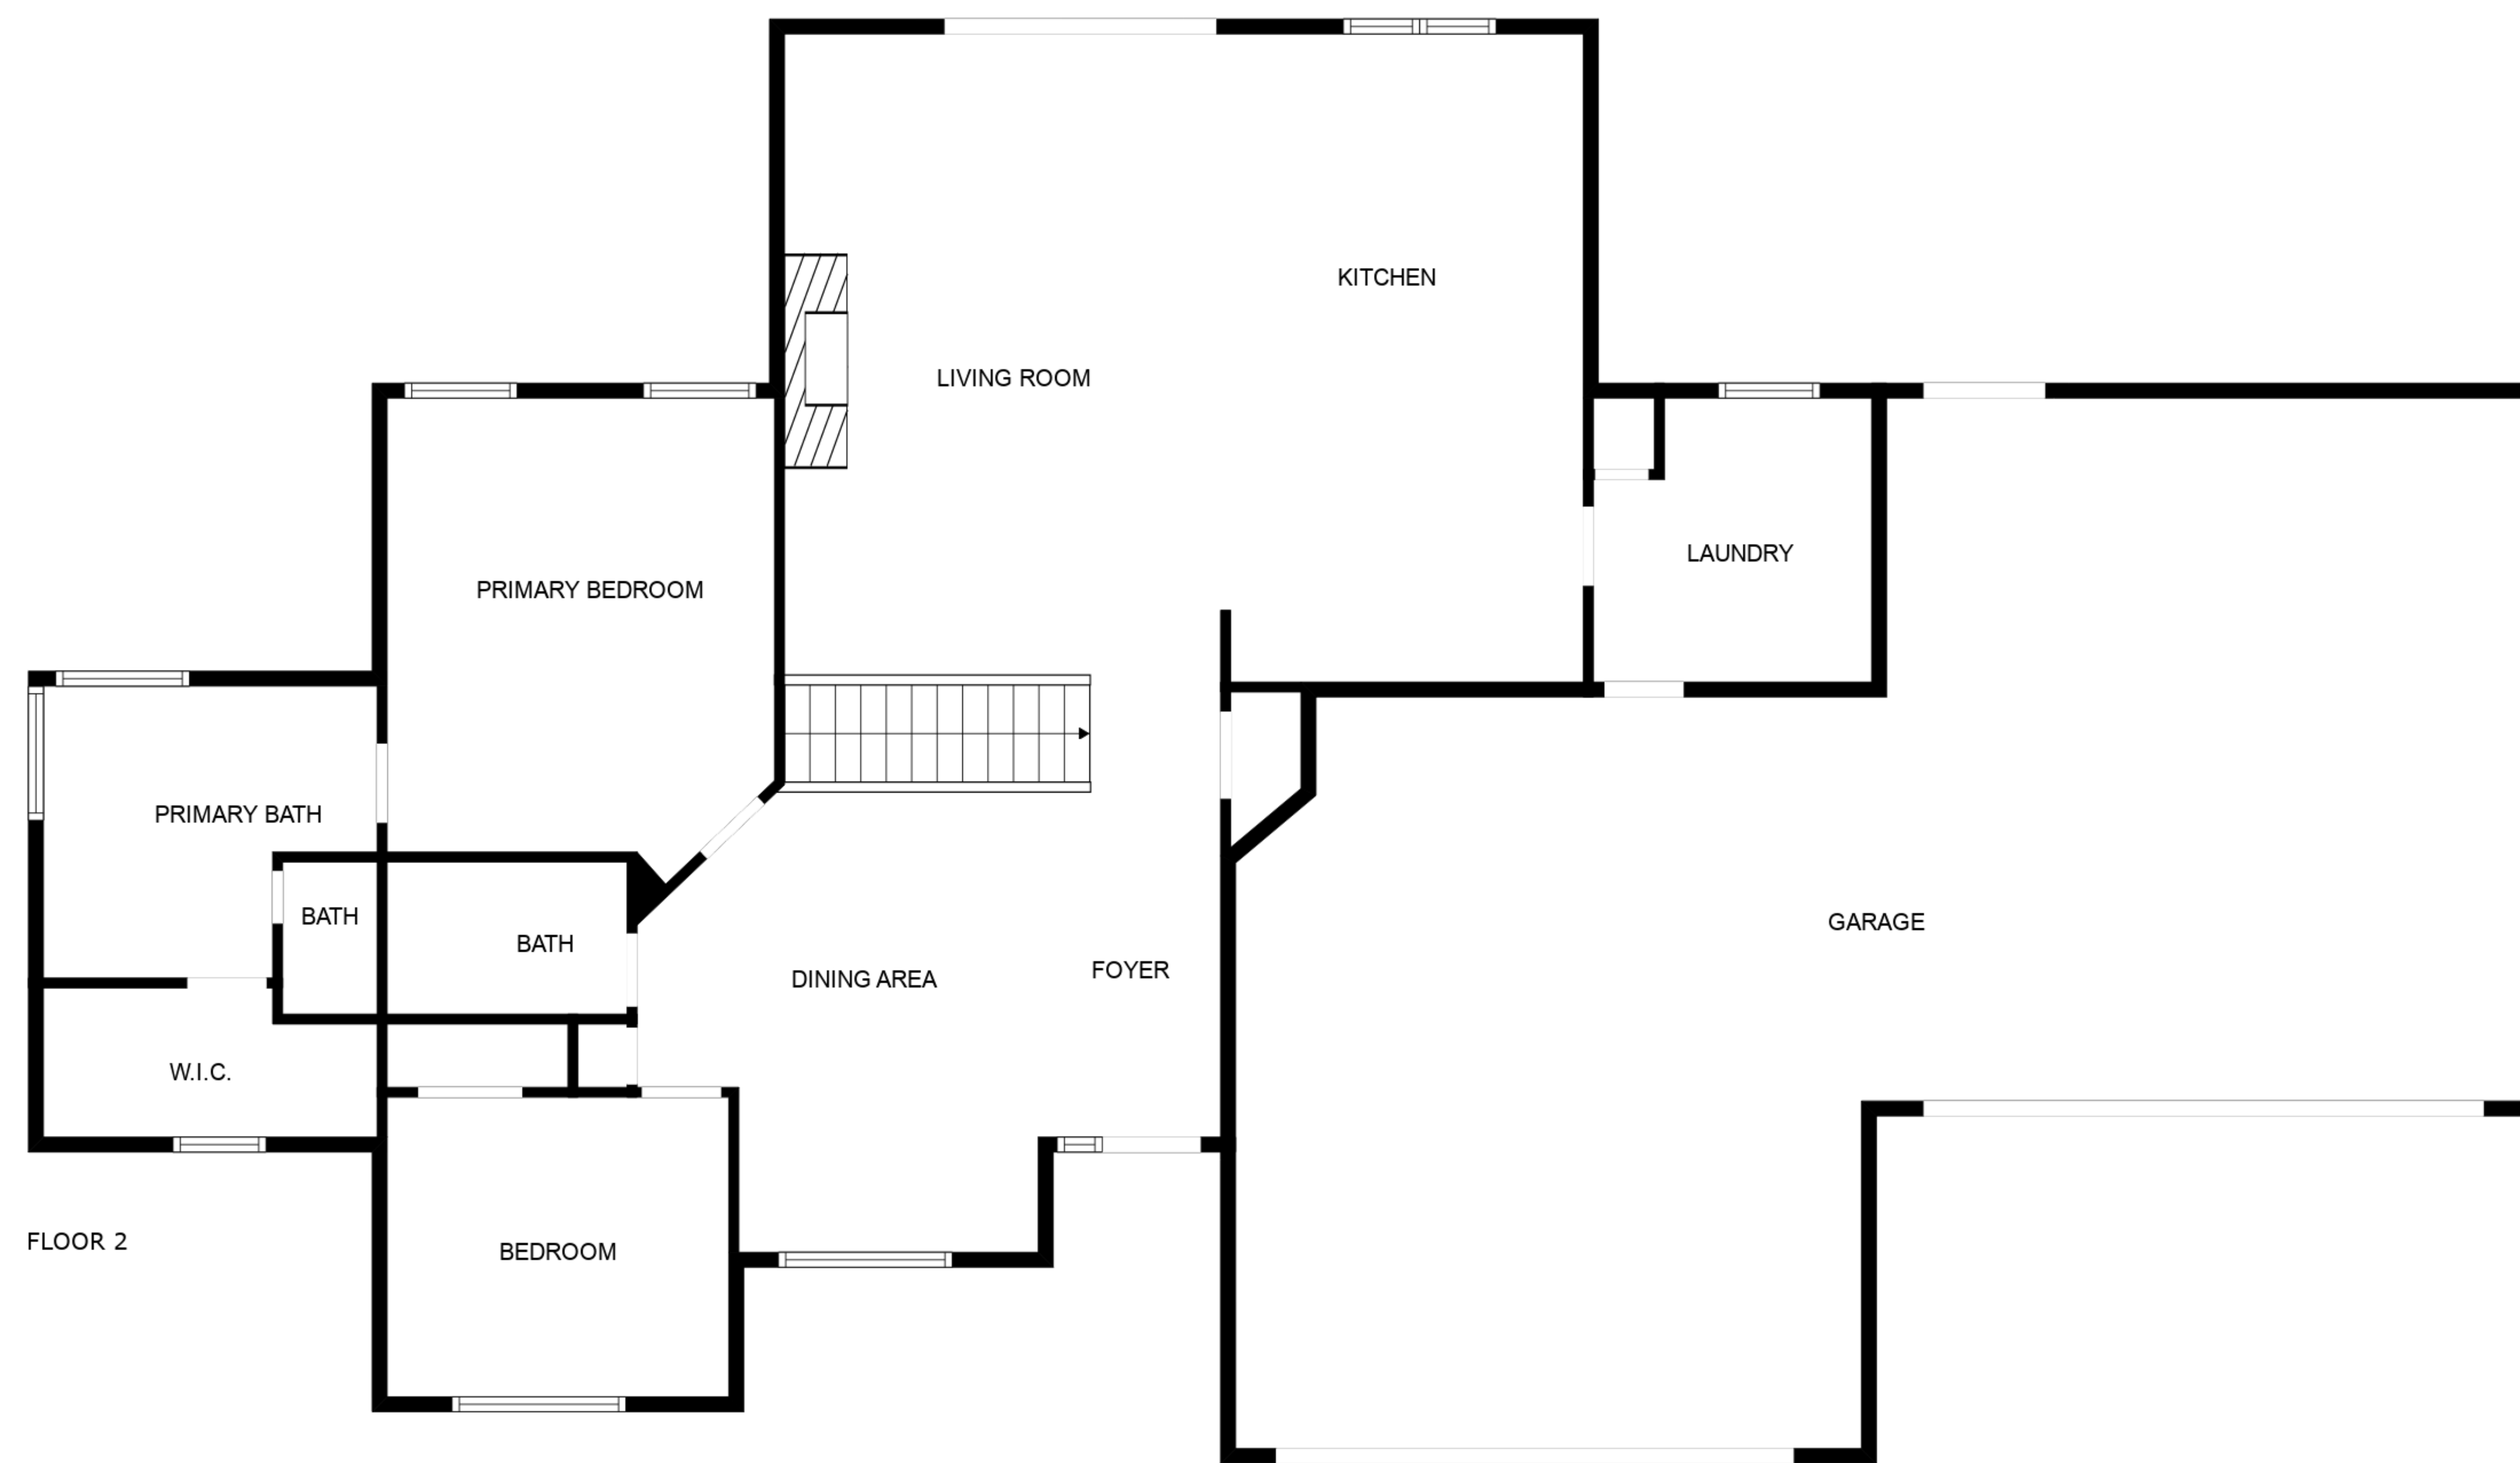 KITCHEN
LIVING ROOM
LAUNDRY
PRIMARY BEDROOM
PRIMARY BATH
BATH
BATH
GARAGE
DINING AREA
FOYER
W.I.C.
FLOOR 2
BEDROOM